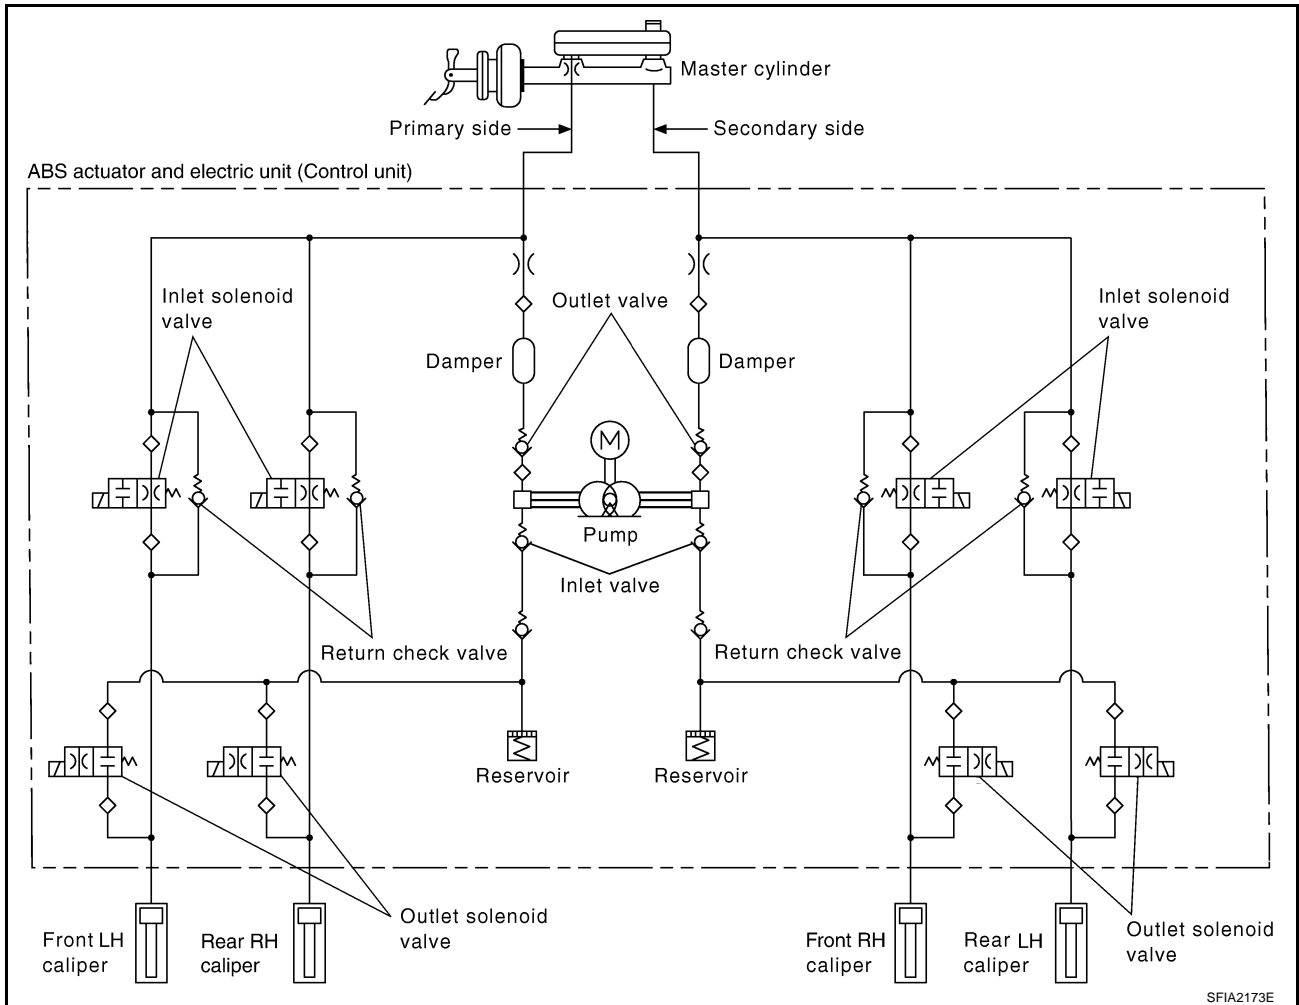 Master cylinder
Primary side
Secondary side
ABS actuator and electric unit (Control unit)
Inlet solenoid
valve
Outlet valve
Inlet solenoid
valve
Damper
Damper
M
Pump
Inlet valve
Return check valve
Return check valve
Reservoir
Reservoir
Outlet solenoid
valve
Outlet solenoid
valve
Front LH
caliper
Rear RH
caliper
Front RH
caliper
Rear LH
caliper
SFIA2173E